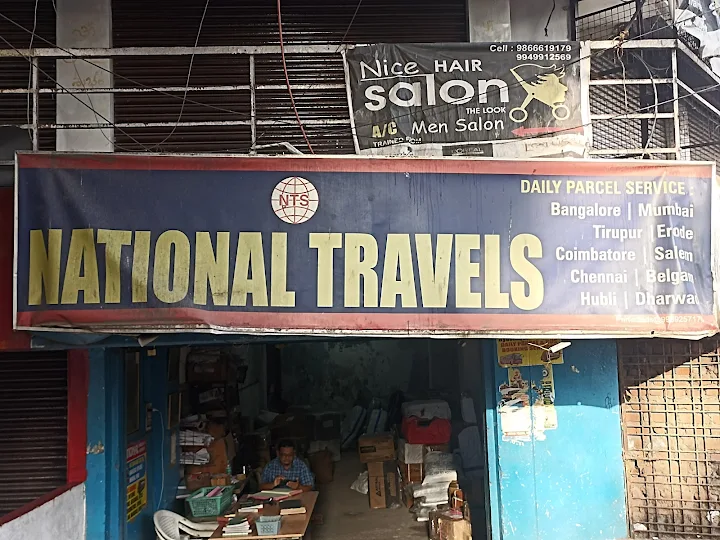 Cell : 9866619179
9949912569
Nice HAIR
salon
THE LOOK
A/C Men Salon
NTS
DAILY PARCEL SERVICE :
Bangalore | Mumbai
Tirupur | Erode
Coimbatore | Salem
Chennai | Belgam
Hubli | Dharwad
NATIONAL TRAVELS